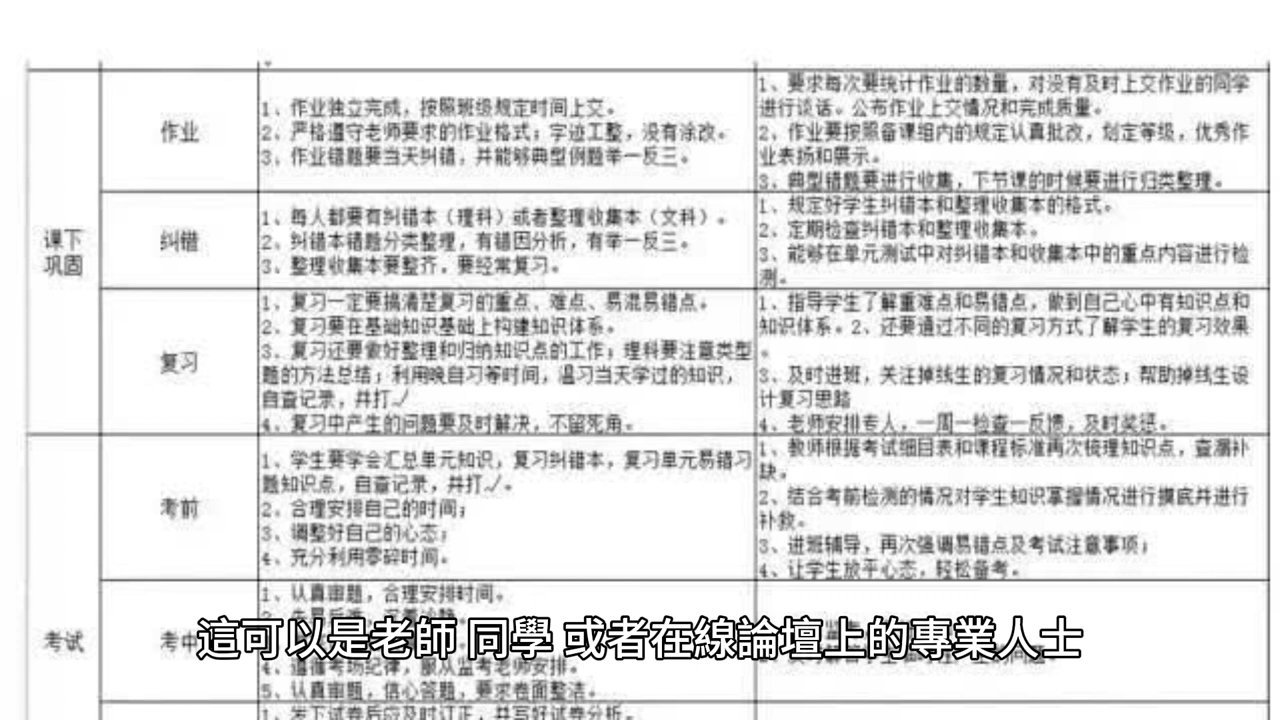 课下
巩固
作业
1、作业独立完成，按照班级规定时间上交。
2、严格遵守老师要求的作业格式；字迹工整，没有涂改。
3、作业错题要当天纠错，并能够典型例题举一反三。
1、要求每次要统计作业的数量，对没有及时上交作业的同学
进行谈话。公布作业上交情况和完成质量。
2、作业要按照备课组内的规定认真批改，划定等级，优秀作
业表扬和展示。
3、典型错题要进行收集，下节课的时候要进行归类整理。
纠错
1、每人都要有纠错本（理科）或者整理收集本（文科）。
2、纠错本错题分类整理，有错因分析，有举一反三。
3、整理收集本要整齐，要经常复习。
1、规定好学生纠错本和整理收集本的格式。
2、定期检查纠错本和整理收集本。
3、能够在单元测试中对纠错本和收集本中的重点内容进行检
测。
复习
1、复习一定要搞清楚复习的重点、难点、易混易错点。
2、复习要在基础知识基础上构建知识体系。
3、复习还要做好整理和归纳知识点的工作；理科要注意类型
题的方法总结；利用晚自习等时间，温习当天学过的知识，
自查记录，并打√
4、复习中产生的问题要及时解决，不留死角。
1、指导学生了解重难点和易错点，做到自己心中有知识点和
知识体系。2、还要通过不同的复习方式了解学生的复习效果
。
3、及时进班，关注掉线生的复习情况和状态；帮助掉线生设
计复习思路
4、老师安排专人，一周一检查一反馈，及时奖惩。
考试
考前
1、学生要学会汇总单元知识，复习纠错本，复习单元易错习
题知识点，自查记录，并打√。
2、合理安排自己的时间；
3、调整好自己的心态；
4、充分利用零碎时间。
1、教师根据考试细目表和课程标准再次梳理知识点，查漏补
缺。
2、结合考前检测的情况对学生知识掌握情况进行摸底并进行
补救。
3、进班辅导，再次强调易错点及考试注意事项；
4、让学生放平心态，轻松备考。
考中
1、认真审题，合理安排时间。
4、遵循考场纪律，服从监考老师安排。
5、认真审题，信心答题，要求卷面整洁。
1、发下试卷后应及时订正，并写好试卷分析。
這可以是老師 同學 或者在線論壇上的專業人士